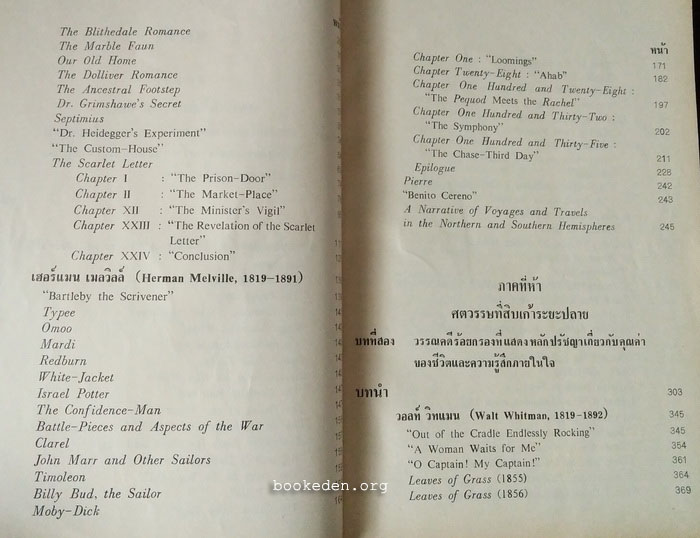 The Blithedale Romance
The Marble Faun
Our Old Home
The Dolliver Romance
The Ancestral Footstep
Dr. Grimshawe's Secret
Septimius
"Dr. Heidegger's Experiment"
"The Custom-House"
The Scarlet Letter
Chapter I : "The Prison-Door"
Chapter II : "The Market-Place"
Chapter XII : "The Minister's Vigil"
Chapter XXIII : "The Revelation of the Scarlet
Letter"
Chapter XXIV : "Conclusion"
เฮอร์แมน เมลวิลล์ (Herman Melville, 1819-1891)
"Bartleby the Scrivener"
Typee
Omoo
Mardi
Redburn
White-Jacket
Israel Potter
The Confidence-Man
Battle-Pieces and Aspects of the War
Clarel
John Marr and Other Sailors
Timoleon
Billy Bud, the Sailor
Moby-Dick
หน้า
Chapter One : "Loomings" 171
Chapter Twenty-Eight : "Ahab" 182
Chapter One Hundred and Twenty-Eight :
"The Pequod Meets the Rachel" 197
Chapter One Hundred and Thirty-Two :
"The Symphony" 202
Chapter One Hundred and Thirty-Five :
"The Chase-Third Day" 211
Epilogue 228
Pierre 242
"Benito Cereno" 243
A Narrative of Voyages and Travels
in the Northern and Southern Hemispheres 245
ภาคที่ห้า
ศตวรรษที่สิบเก้าระยะปลาย
บทที่สอง วรรณคดีร้อยกรองที่แสดงหลักปรัชญาเกี่ยวกับคุณค่า
ของชีวิตและความรู้สึกภายในใจ
บทนำ 303
วอลท์ วิทแมน (Walt Whitman, 1819-1892) 345
"Out of the Cradle Endlessly Rocking" 345
"A Woman Waits for Me" 354
"O Captain! My Captain!" 361
Leaves of Grass (1855) 364
Leaves of Grass (1856) 369
bookeden.org